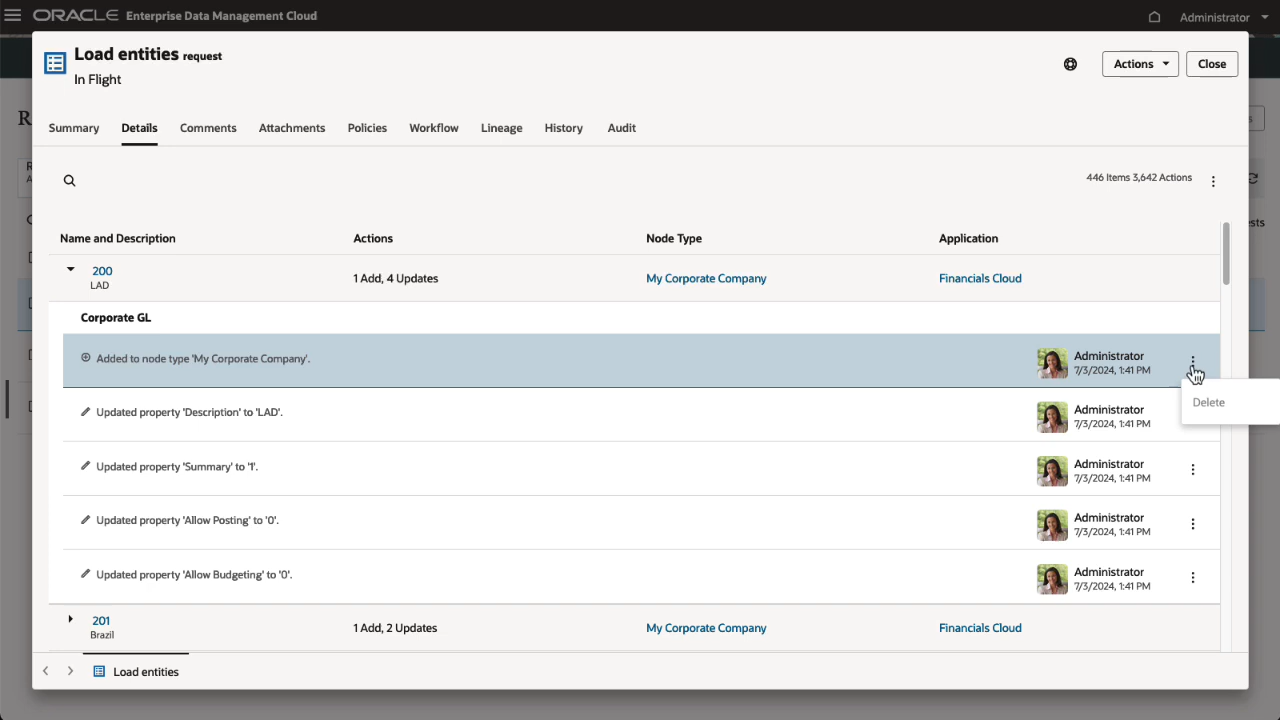 ORACLE Enterprise Data Management Cloud
Administrator
Load entities request
In Flight
Actions
Close
Summary
Details
Comments
Attachments
Policies
Workflow
Lineage
History
Audit
446 Items 3,642 Actions
Name and Description
Actions
Node Type
Application
200
LAD
1 Add, 4 Updates
My Corporate Company
Financials Cloud
Corporate GL
Added to node type 'My Corporate Company'.
Administrator
7/3/2024, 1:41 PM
Delete
Updated property 'Description' to 'LAD'.
Administrator
7/3/2024, 1:41 PM
Updated property 'Summary' to '1'.
Administrator
7/3/2024, 1:41 PM
Updated property 'Allow Posting' to '0'.
Administrator
7/3/2024, 1:41 PM
Updated property 'Allow Budgeting' to '0'.
Administrator
7/3/2024, 1:41 PM
201
Brazil
1 Add, 2 Updates
My Corporate Company
Financials Cloud
Load entities